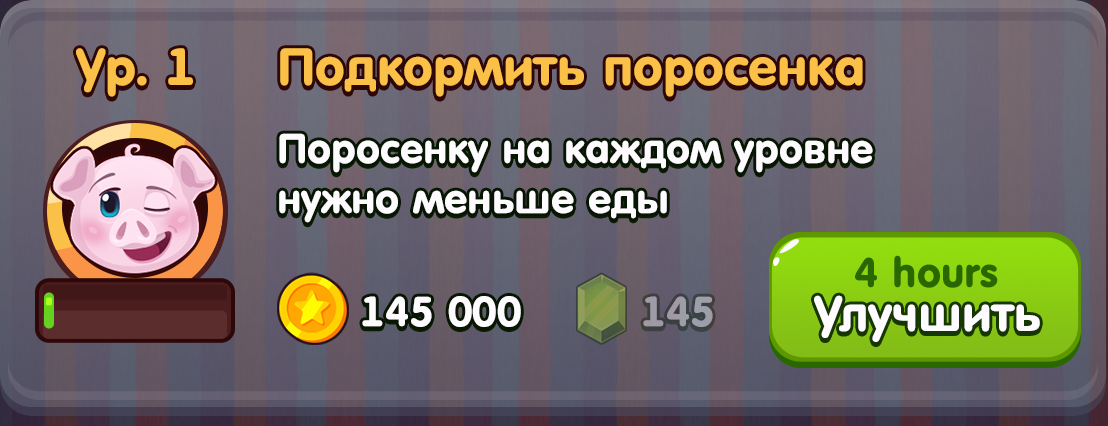 Ур. 1
Подкормить поросенка
Поросенку на каждом уровне
нужно меньше еды
145 000
145
4 hours
Улучшить